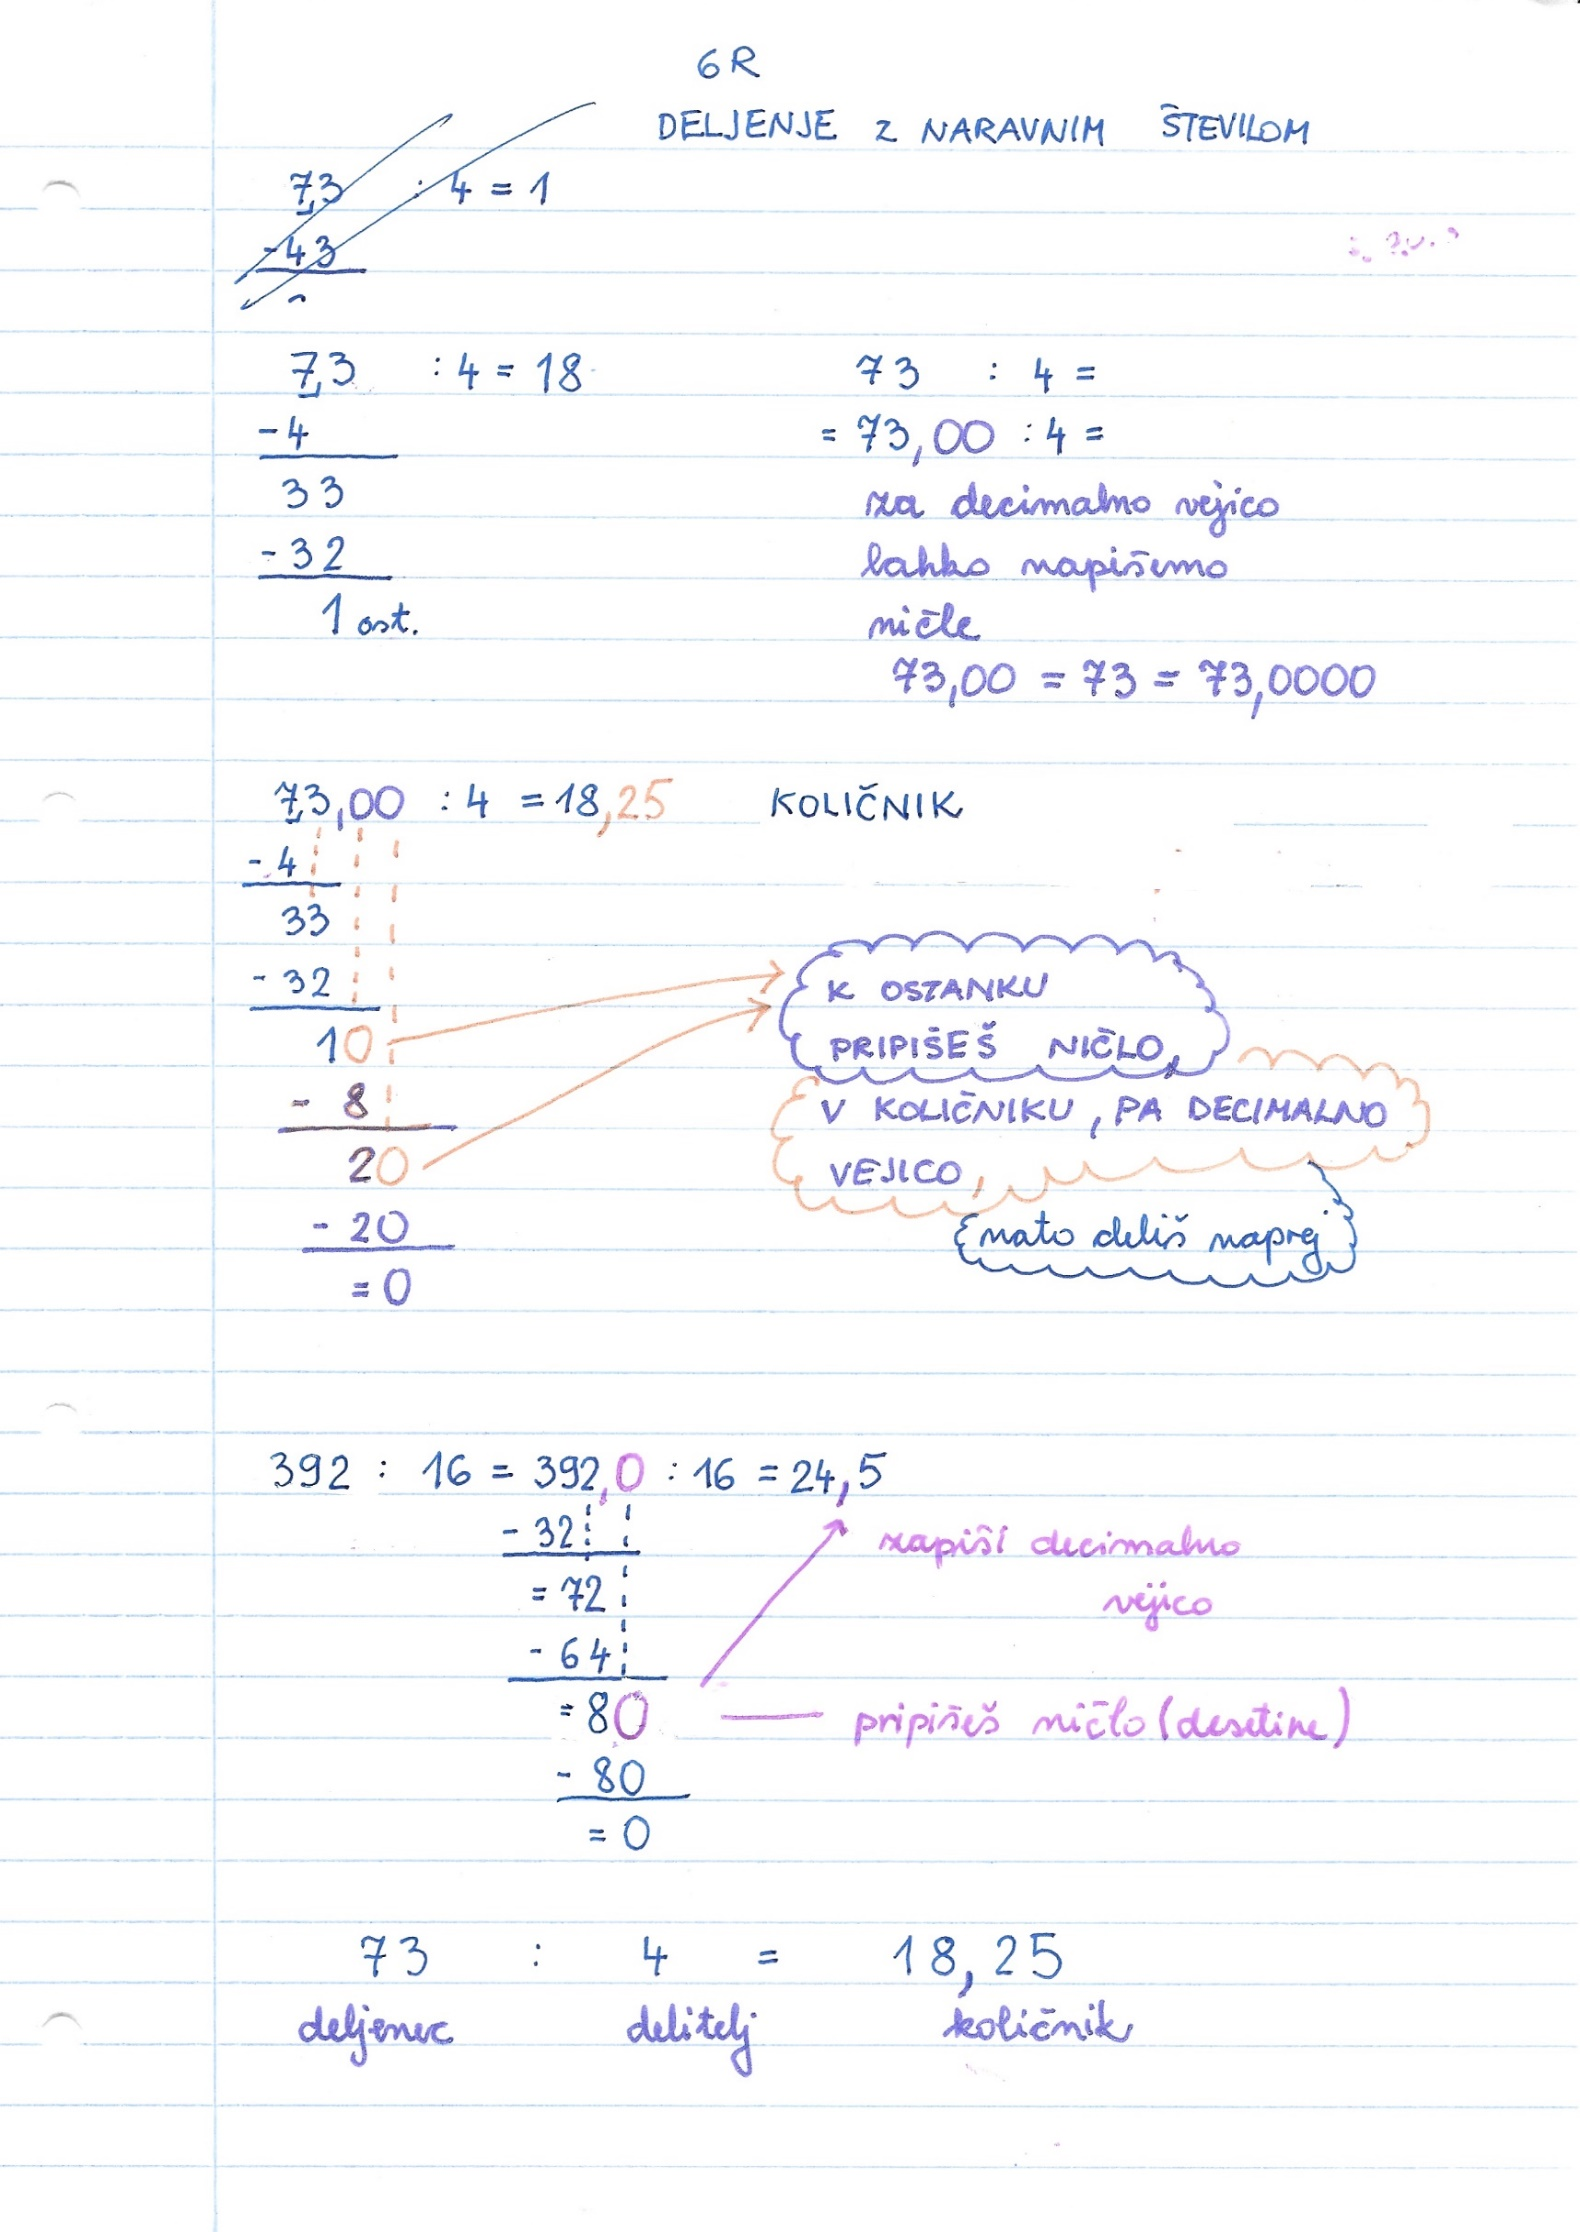 6R
DELJENJE Z NARAVNIM ŠTEVILOM
73 : 4 = 1
-43
73 : 4 = 18
-4
33
-32
1 ost.
73 : 4 =
= 73,00 : 4 =
za decimalno vejico
lahko napišemo
ničle
73,00 = 73 = 73,0000
73,00 : 4 = 18,25 KOLIČNIK
- 4
33
- 32
10
- 8
20
- 20
= 0
K OSTANKU
PRIPIŠEŠ NIČLO,
V KOLIČNIKU, PA DECIMALNO
VEJICO,
nato deliš naprej
392 : 16 = 392,0 : 16 = 24,5
- 32
= 72
- 64
= 80
- 80
= 0
zapiši decimalno
vejico
pripišeš ničlo (desetine)
73 : 4 = 18,25
deljenec delitelj količnik